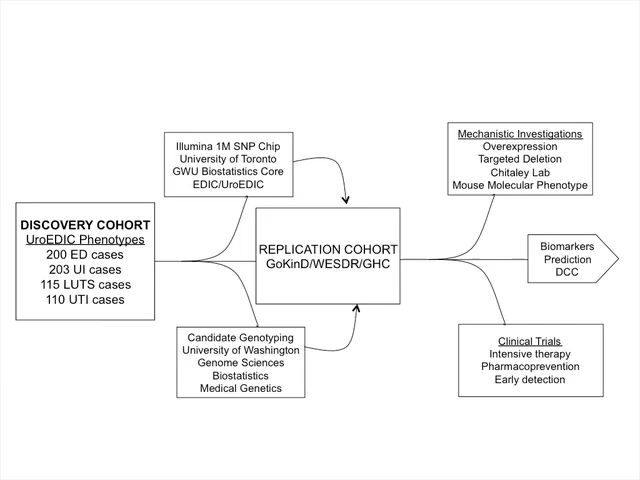 DISCOVERY COHORT
UroEDIC Phenotypes
200 ED cases
203 UI cases
115 LUTS cases
110 UTI cases
Illumina 1M SNP Chip
University of Toronto
GWU Biostatistics Core
EDIC/UroEDIC
Candidate Genotyping
University of Washington
Genome Sciences
Biostatistics
Medical Genetics
REPLICATION COHORT
GoKinD/WESDR/GHC
Mechanistic Investigations
Overexpression
Targeted Deletion
Chitaley Lab
Mouse Molecular Phenotype
Biomarkers
Prediction
DCC
Clinical Trials
Intensive therapy
Pharmacoprevention
Early detection